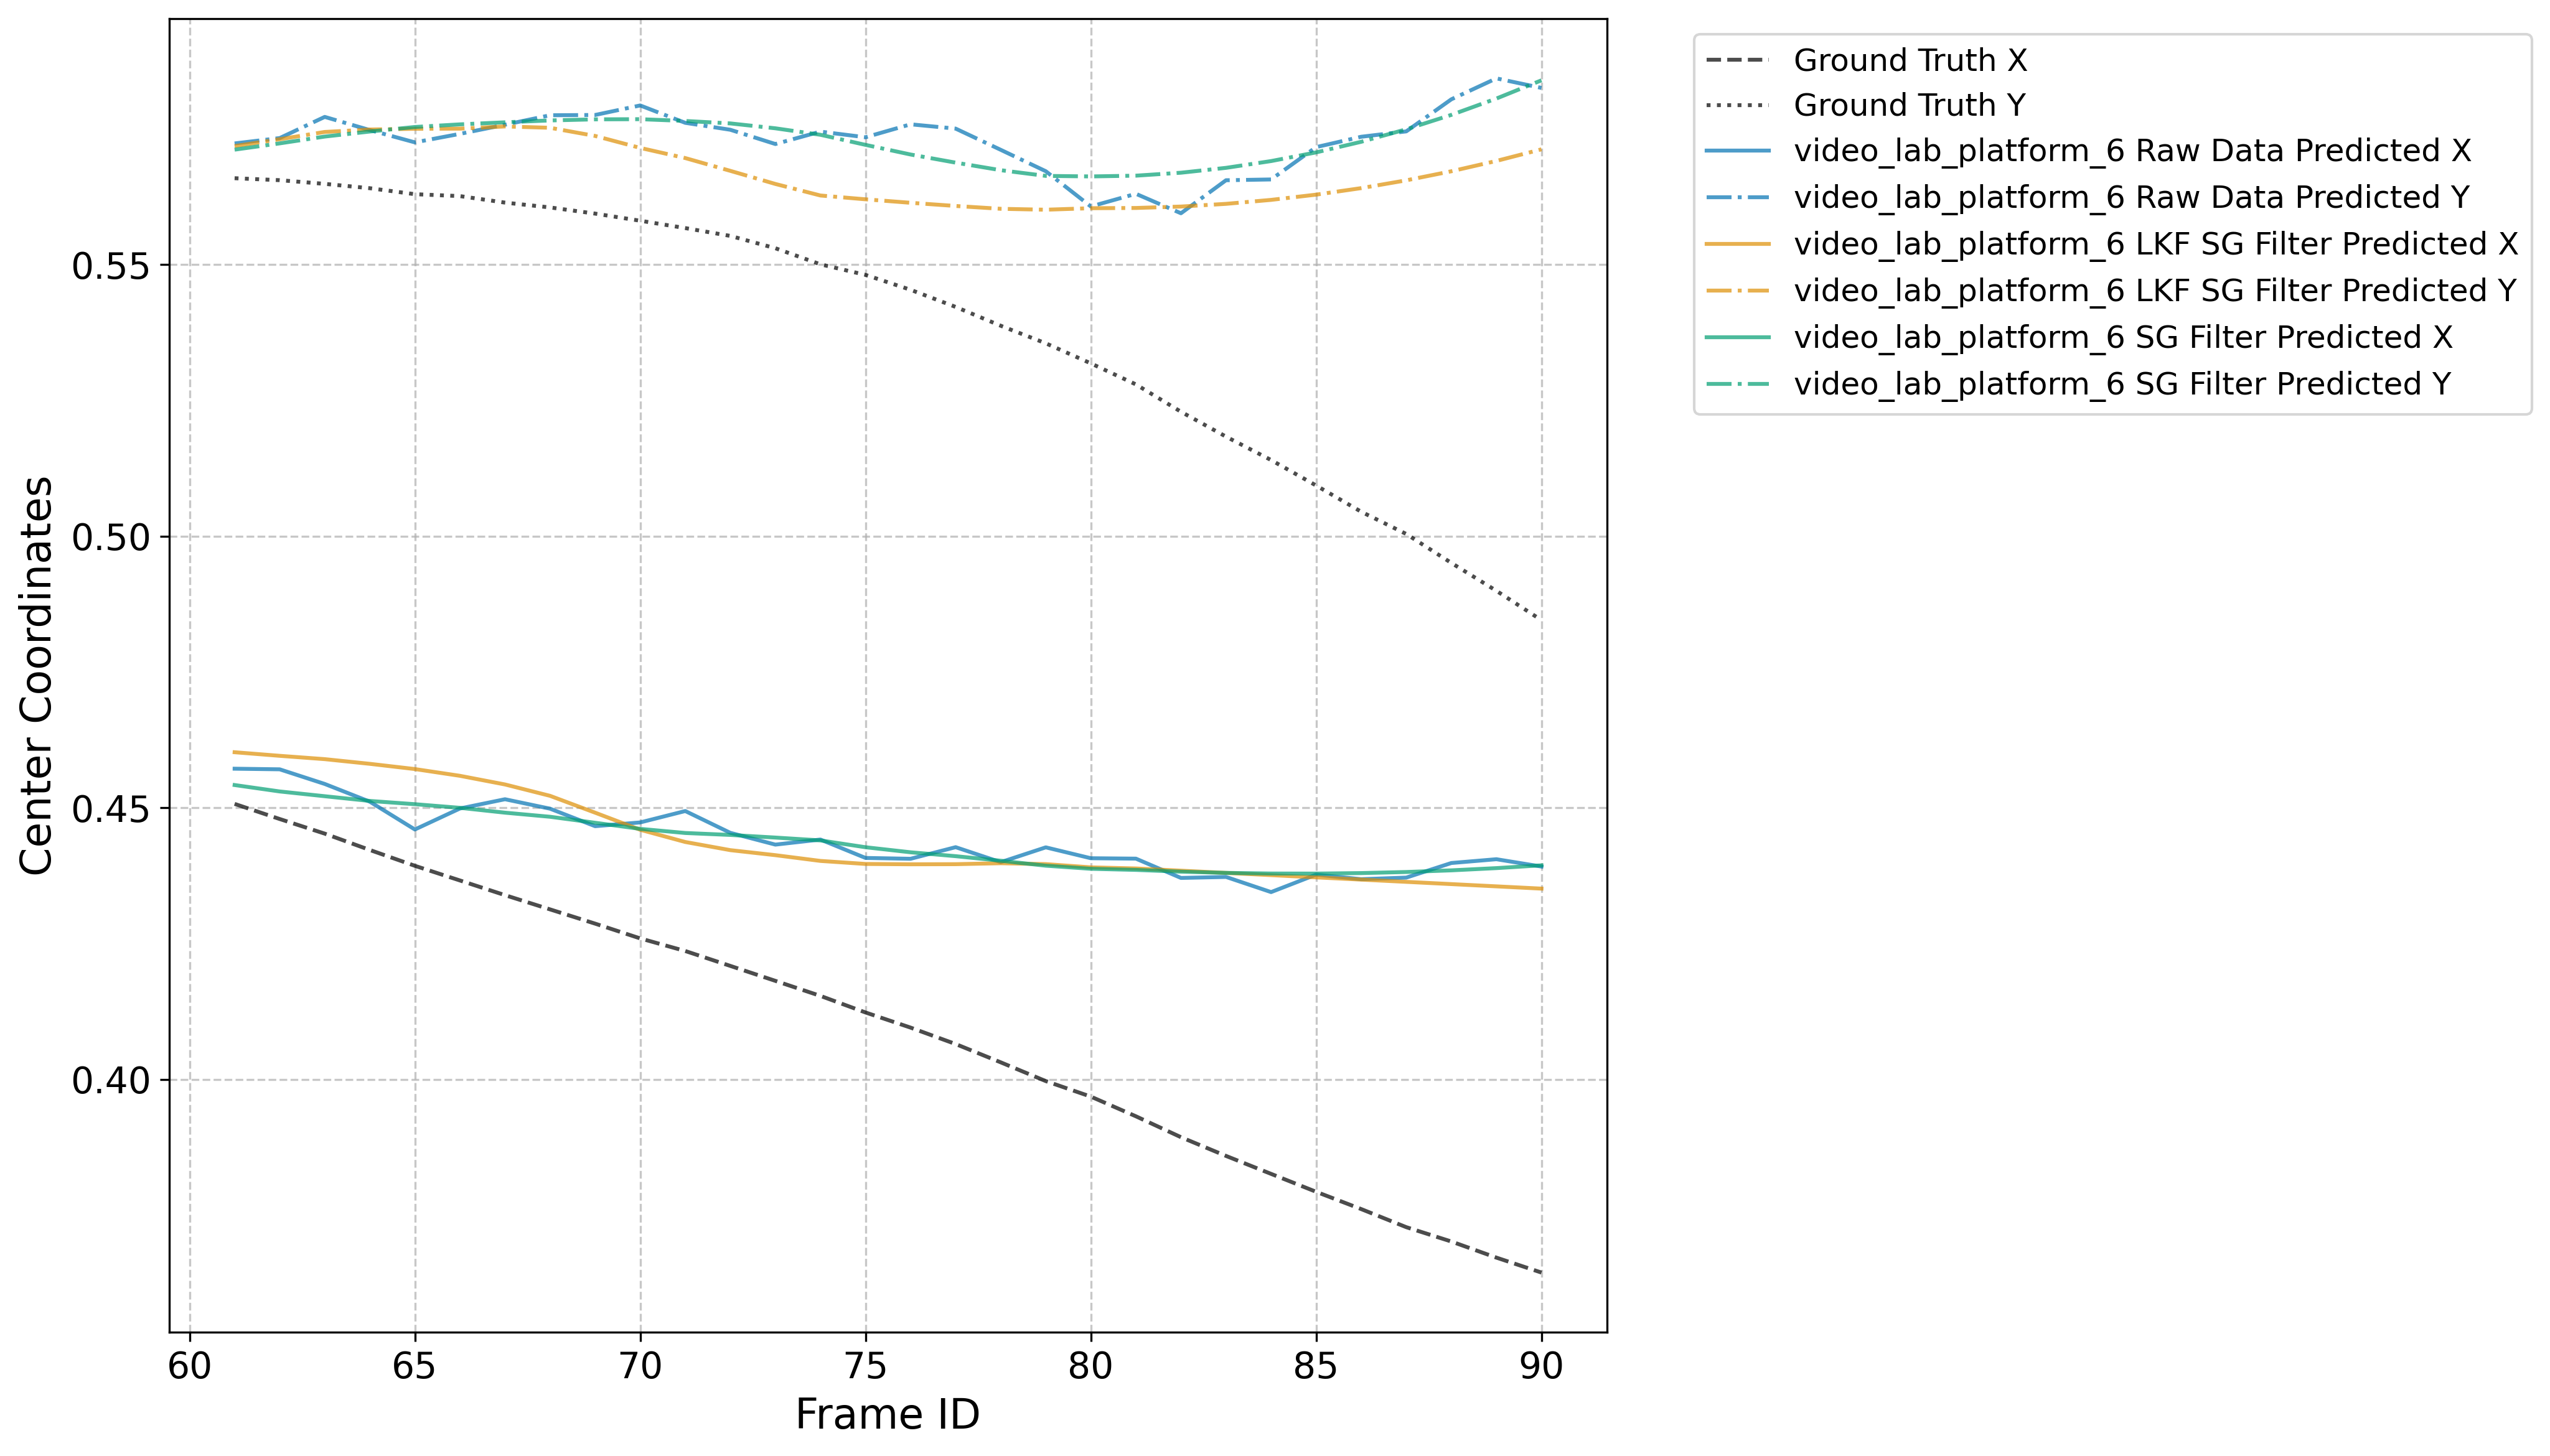 Center Coordinates
0.55
0.50
0.45
0.40
60 65 70 75 80 85 90
Frame ID
Ground Truth X
Ground Truth Y
video_lab_platform_6 Raw Data Predicted X
video_lab_platform_6 Raw Data Predicted Y
video_lab_platform_6 LKF SG Filter Predicted X
video_lab_platform_6 LKF SG Filter Predicted Y
video_lab_platform_6 SG Filter Predicted X
video_lab_platform_6 SG Filter Predicted Y